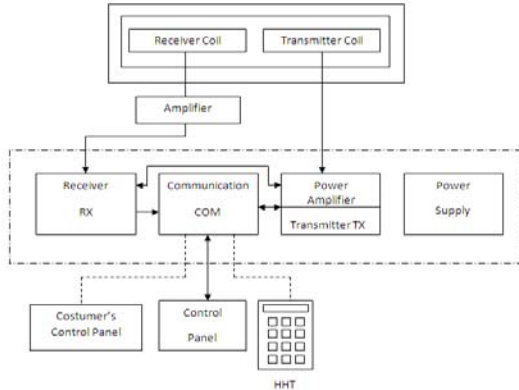 Receiver Coil
Transmitter Coil
Amplifier
Receiver
RX
Communication
COM
Power
Amplifier
Transmitter TX
Power
Supply
Costumer's
Control Panel
Control
Panel
HHT